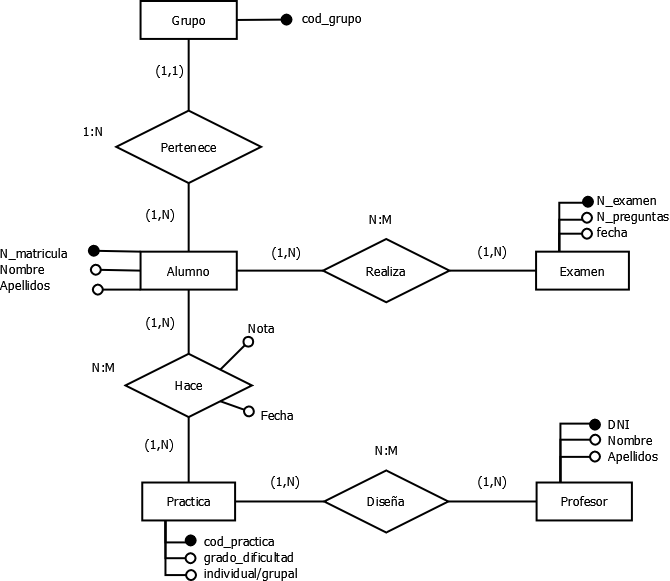 Grupo
cod_grupo
(1,1)
1:N
Pertenece
(1,N)
N_matricula
Nombre
Apellidos
Alumno
(1,N)
N:M
Realiza
(1,N)
N_examen
N_preguntas
fecha
Examen
(1,N)
Nota
N:M
Hace
Fecha
(1,N)
Practica
(1,N)
N:M
Diseña
(1,N)
DNI
Nombre
Apellidos
Profesor
cod_practica
grado_dificultad
individual/grupal